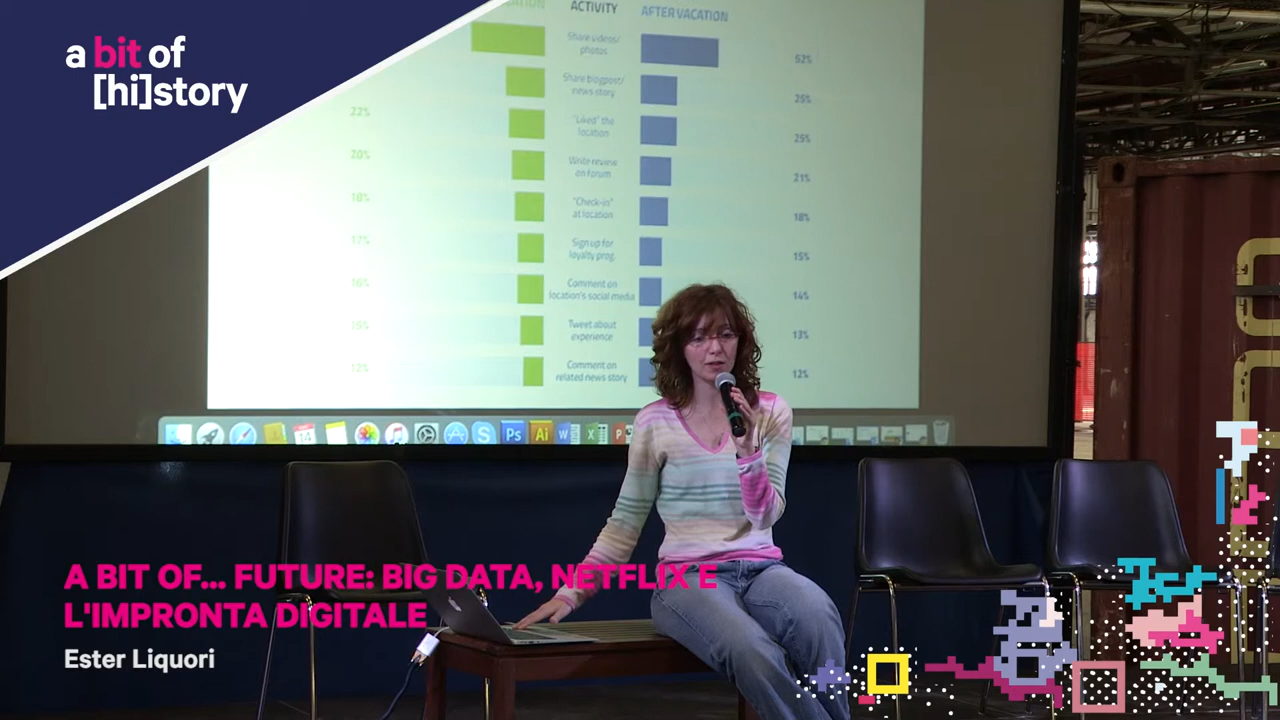 a bit of
[hi]story
ACTIVITY
AFTER VACATION
Share videos/
photos
52%
Share blogpost/
news story
22%
25%
"Liked" the
location
20%
25%
Write review
on forum
18%
21%
"Check-in"
at location
17%
18%
Sign up for
loyalty prog.
16%
15%
Comment on
location's social media
15%
14%
Tweet about
experience
12%
13%
Comment on
related news story
12%
14
Ps
Ai
W
X
P
A BIT OF... FUTURE: BIG DATA, NETFLIX E
L'IMPRONTA DIGITALE
Ester Liquori